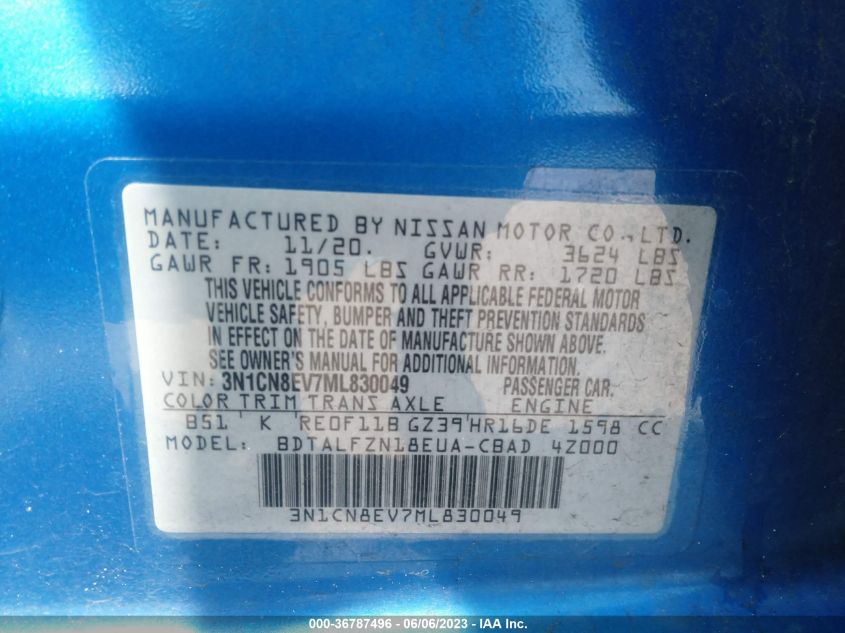 MANUFACTURED BY NISSAN MOTOR CO., LTD.
DATE: 11/20. GVWR: 3624 LBS
GAWR FR: 1905 LBS GAWR RR: 1720 LBS
THIS VEHICLE CONFORMS TO ALL APPLICABLE FEDERAL MOTOR
VEHICLE SAFETY, BUMPER AND THEFT PREVENTION STANDARDS
IN EFFECT ON THE DATE OF MANUFACTURE SHOWN ABOVE.
SEE OWNER'S MANUAL FOR ADDITIONAL INFORMATION.
VIN: 3N1CN8EV7ML830049 PASSENGER CAR.
COLOR TRIM TRANS AXLE ENGINE
B51 K RE0F11B GZ39 HR16DE 1598 CC
MODEL: BDTALFZN18EUA-CBAD 4Z000
3N1CN8EV7ML830049
000-36787496 - 06/06/2023 - IAA Inc.